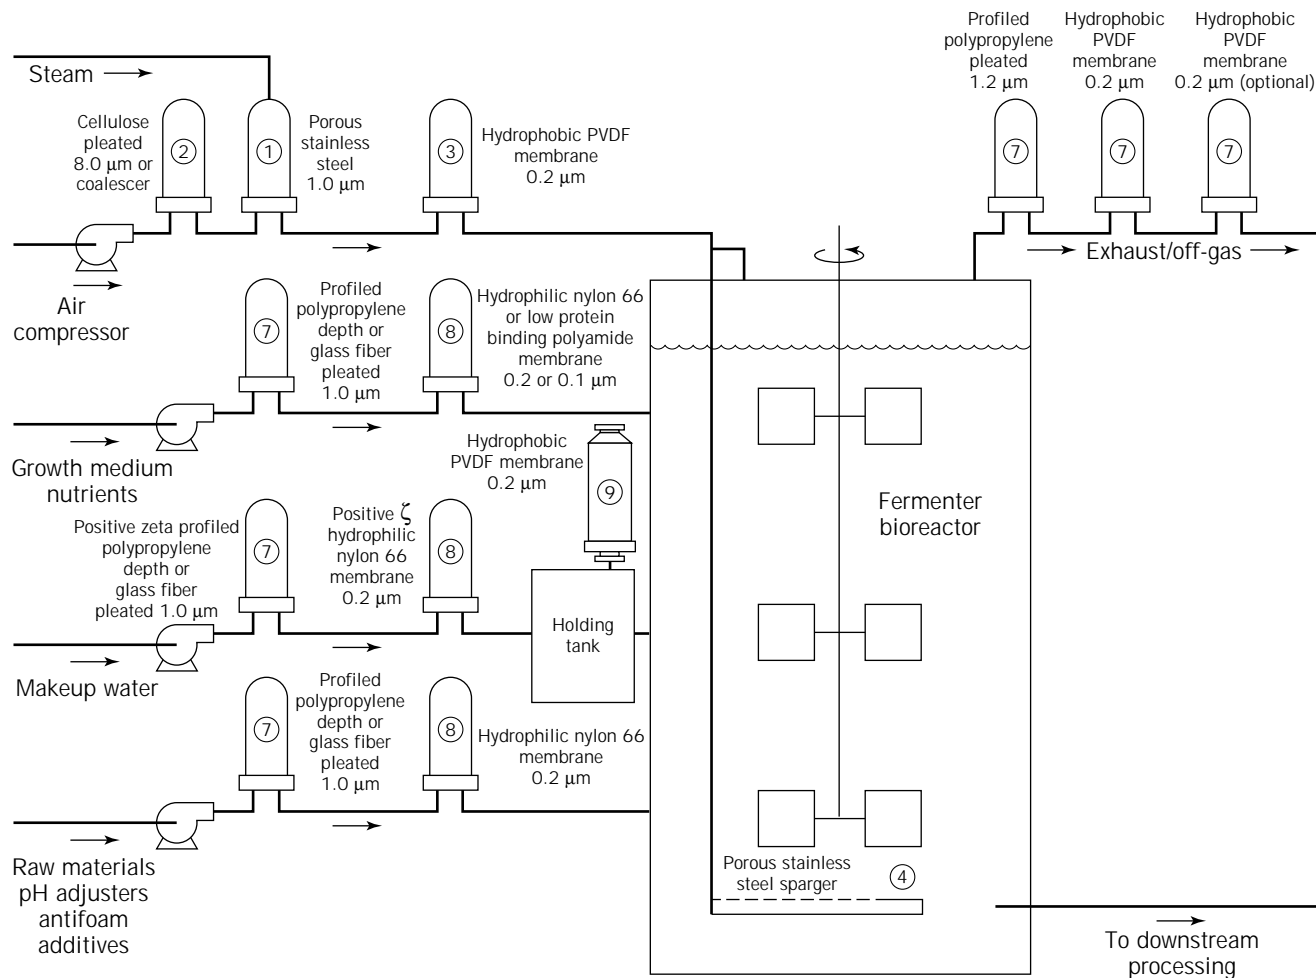 Steam
Cellulose
pleated
8.0 μm or
coalescer
2
1
Porous
stainless
steel
1.0 μm
3
Hydrophobic PVDF
membrane
0.2 μm
Profiled
polypropylene
pleated
1.2 μm
Hydrophobic
PVDF
membrane
0.2 μm
Hydrophobic
PVDF
membrane
0.2 μm (optional)
7
7
7
Exhaust/off-gas
Air
compressor
7
Profiled
polypropylene
depth or
glass fiber
pleated
1.0 μm
8
Hydrophilic nylon 66
or low protein
binding polyamide
membrane
0.2 or 0.1 μm
Growth medium
nutrients
Hydrophobic
PVDF membrane
0.2 μm
9
Fermenter
bioreactor
Positive zeta profiled
polypropylene
depth or
glass fiber
pleated 1.0 μm
7
Positive ζ
hydrophilic
nylon 66
membrane
0.2 μm
8
Holding
tank
Makeup water
7
Profiled
polypropylene
depth or
glass fiber
pleated
1.0 μm
8
Hydrophilic nylon 66
membrane
0.2 μm
Raw materials
pH adjusters
antifoam
additives
Porous stainless
steel sparger
4
To downstream
processing